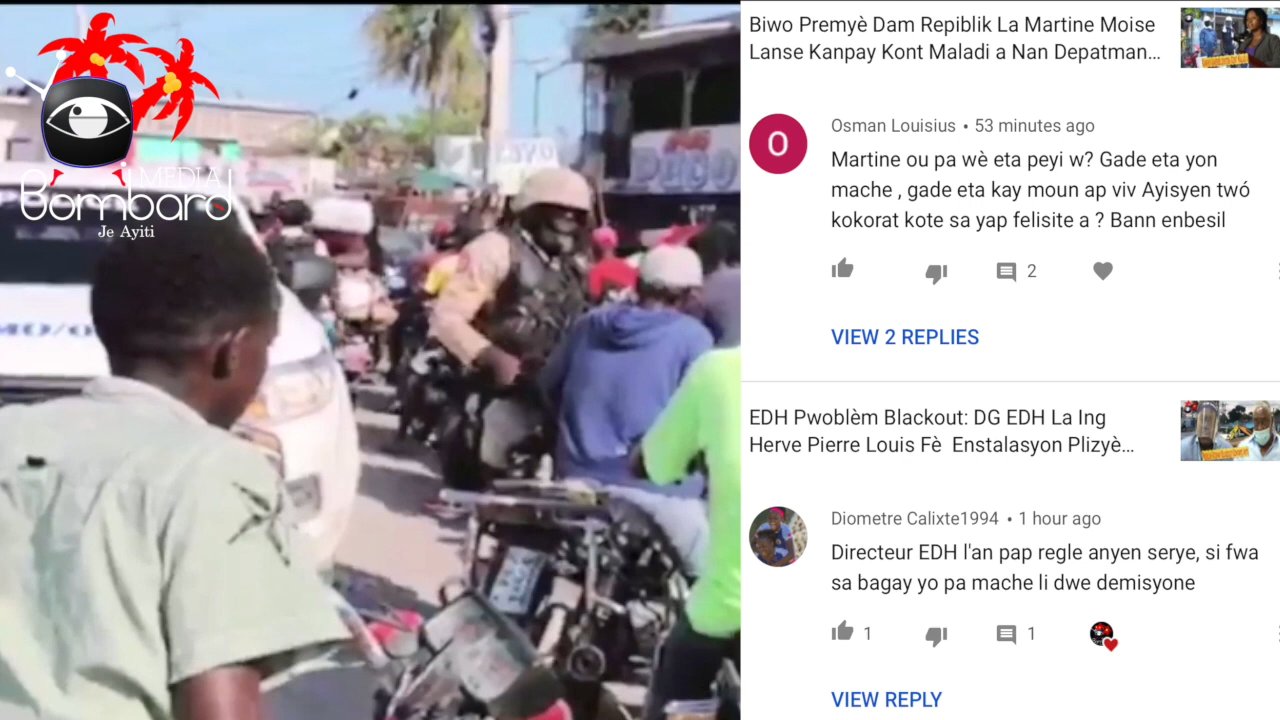 MEDIA
Bombard
Je Ayiti
Biwo Premyè Dam Repiblik La Martine Moise
Lanse Kanpay Kont Maladi a Nan Depatman...
O
Osman Louisius • 53 minutes ago
Martine ou pa wè eta peyi w? Gade eta yon
mache , gade eta kay moun ap viv Ayisyen twó
kokorat kote sa yap felisite a ? Bann enbesil
2
VIEW 2 REPLIES
EDH Pwoblèm Blackout: DG EDH La Ing
Herve Pierre Louis Fè Enstalasyon Plizyè...
Diometre Calixte1994 • 1 hour ago
Directeur EDH l'an pap regle anyen serye, si fwa
sa bagay yo pa mache li dwe demisyone
1
1
VIEW REPLY